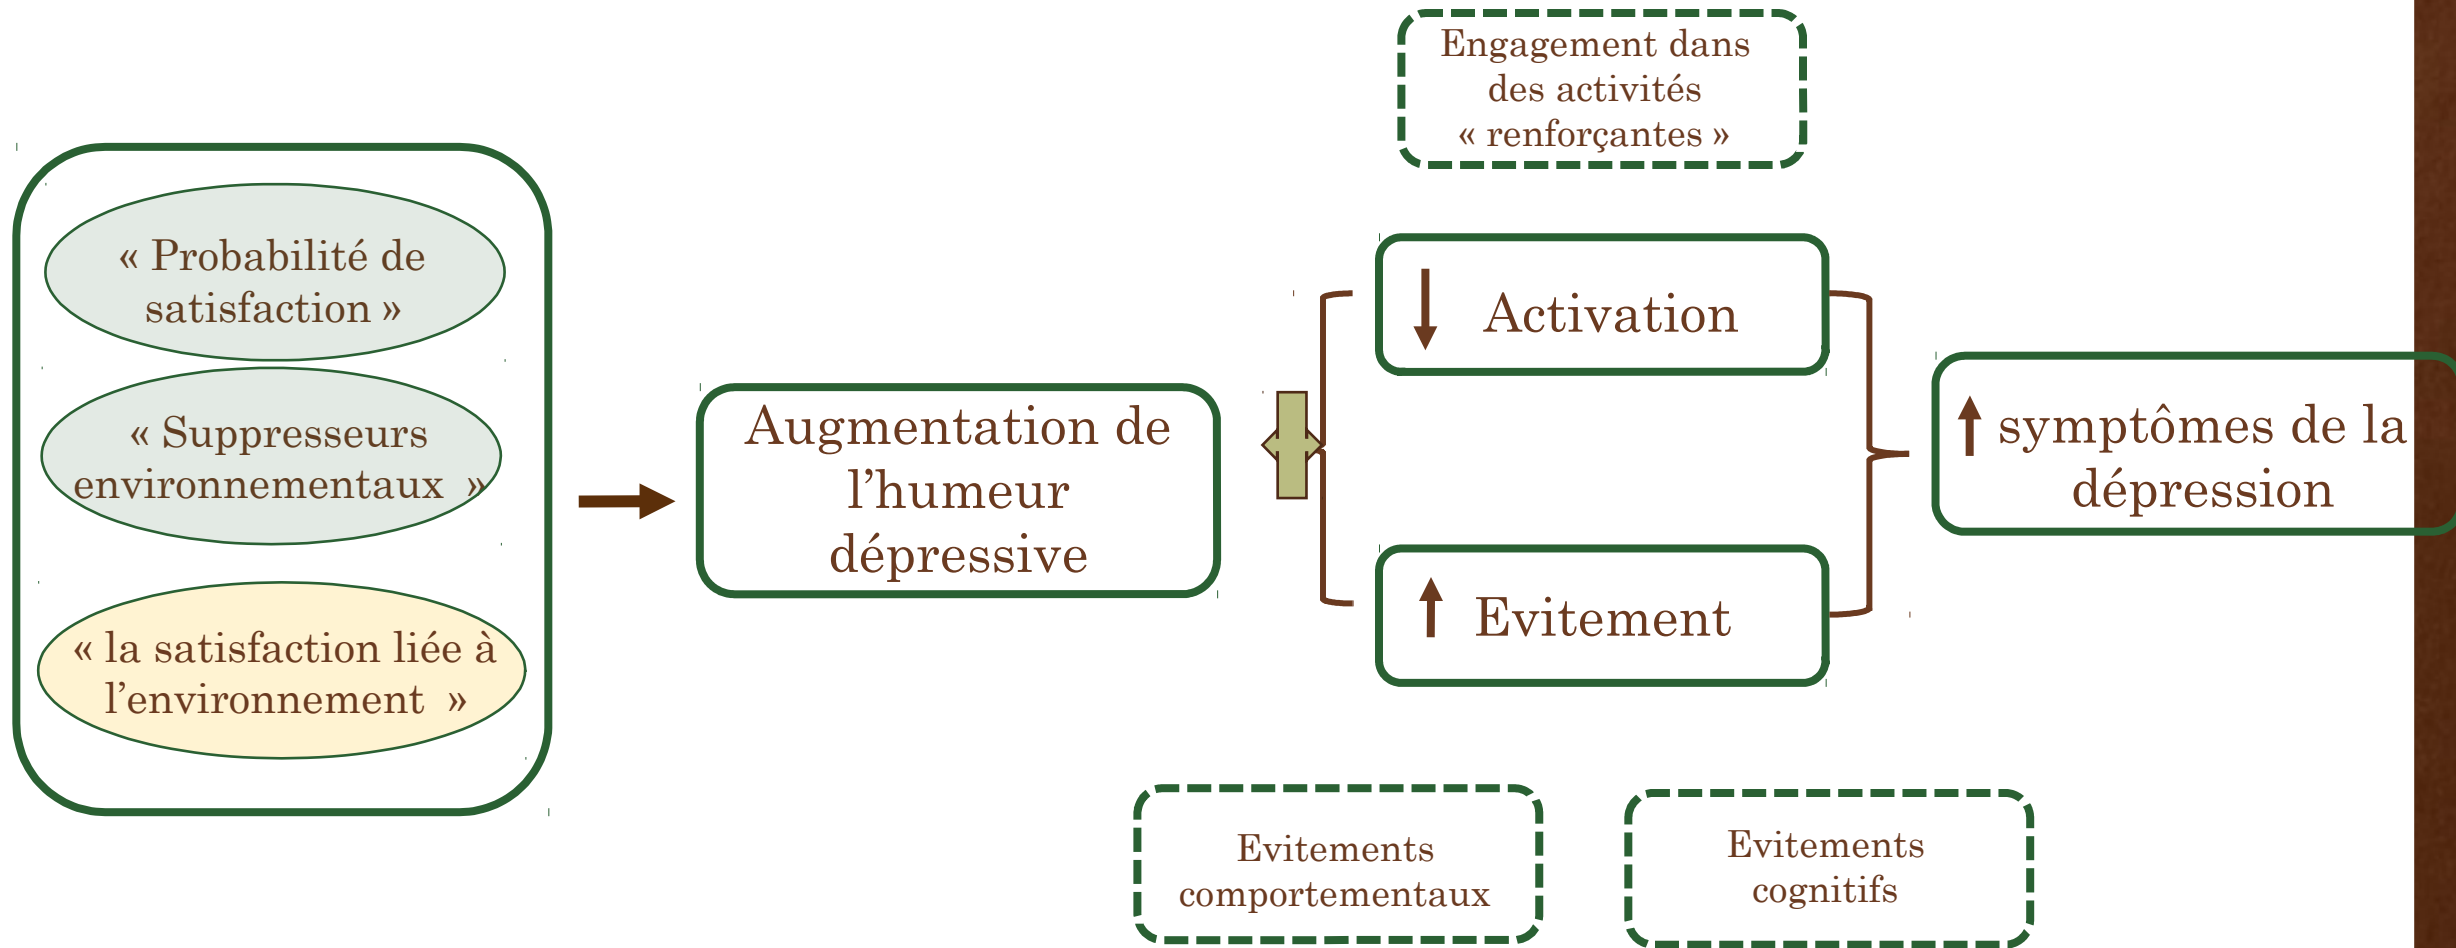 Engagement dans
des activités
« renforçantes »
« Probabilité de
satisfaction »
« Suppresseurs
environnementaux »
« la satisfaction liée à
l’environnement »
Augmentation de
l’humeur
dépressive
Activation
Evitement
symptômes de la
dépression
Evitements
comportementaux
Evitements
cognitifs